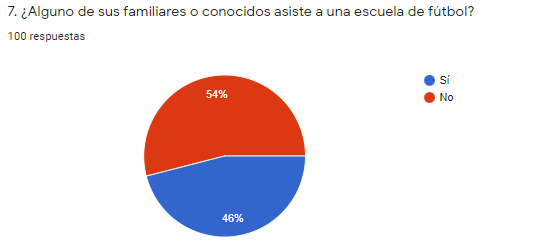 7. ¿Alguno de sus familiares o conocidos asiste a una escuela de fútbol?
100 respuestas
Sí
No
54%
46%